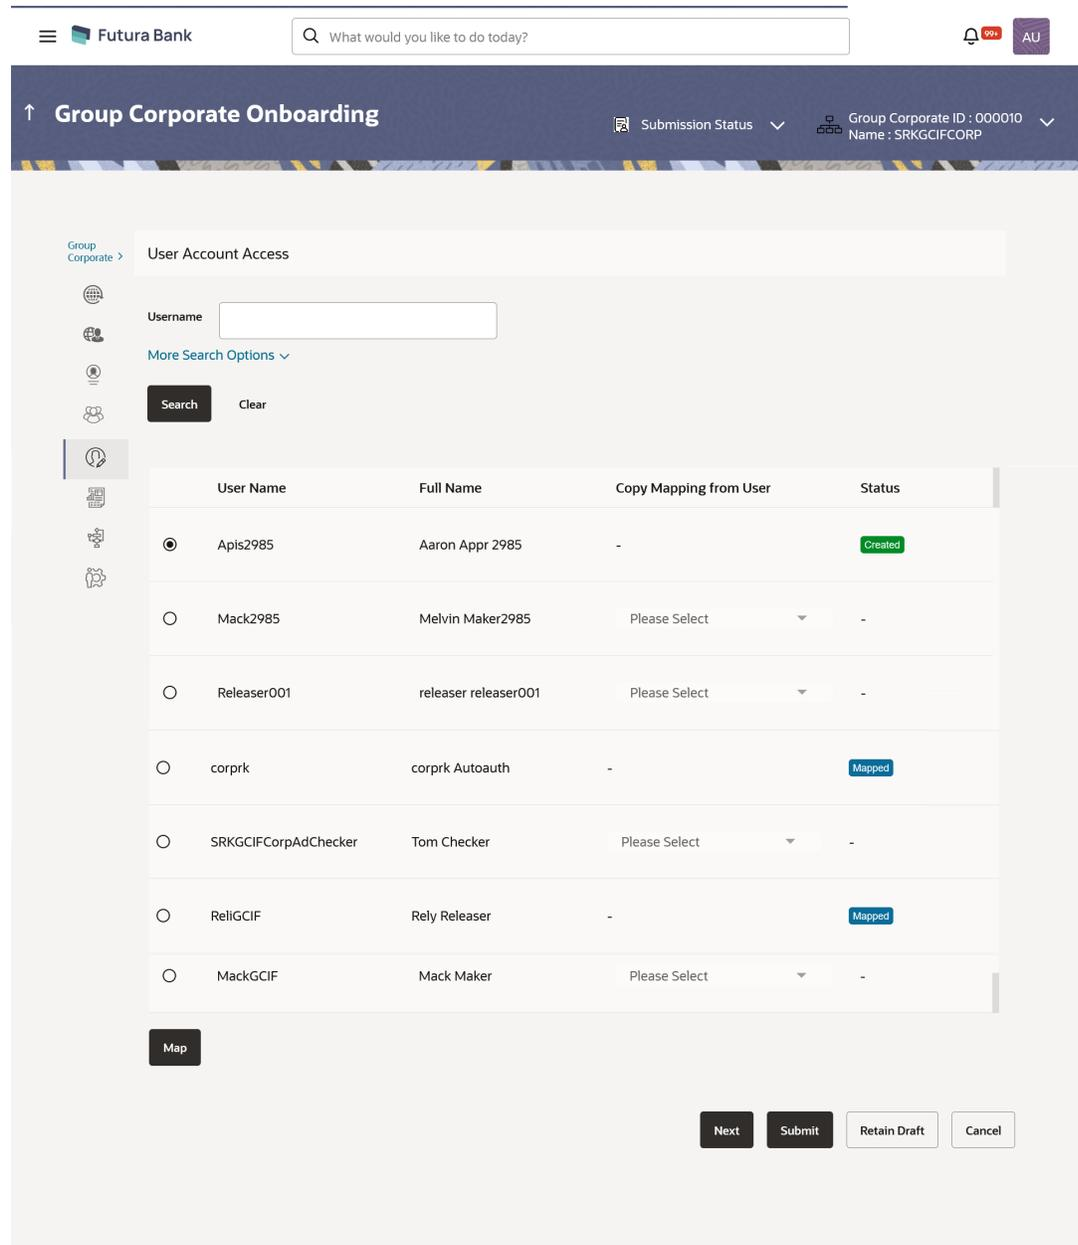 Futura Bank
What would you like to do today?
99+
AU
Group Corporate Onboarding
Submission Status
Group Corporate ID : 000010
Name : SRKGCIFCORP
Group
Corporate
User Account Access
Username
More Search Options
Search Clear
User Name Full Name Copy Mapping from User Status
Apis2985 Aaron Appr 2985 - Created
Mack2985 Melvin Maker2985 Please Select -
Releaser001 releaser releaser001 Please Select -
corprk corprk Autoauth - Mapped
SRKGCIFCorpAdChecker Tom Checker Please Select -
ReliGCIF Rely Releaser - Mapped
MackGCIF Mack Maker Please Select -
Map
Next Submit Retain Draft Cancel